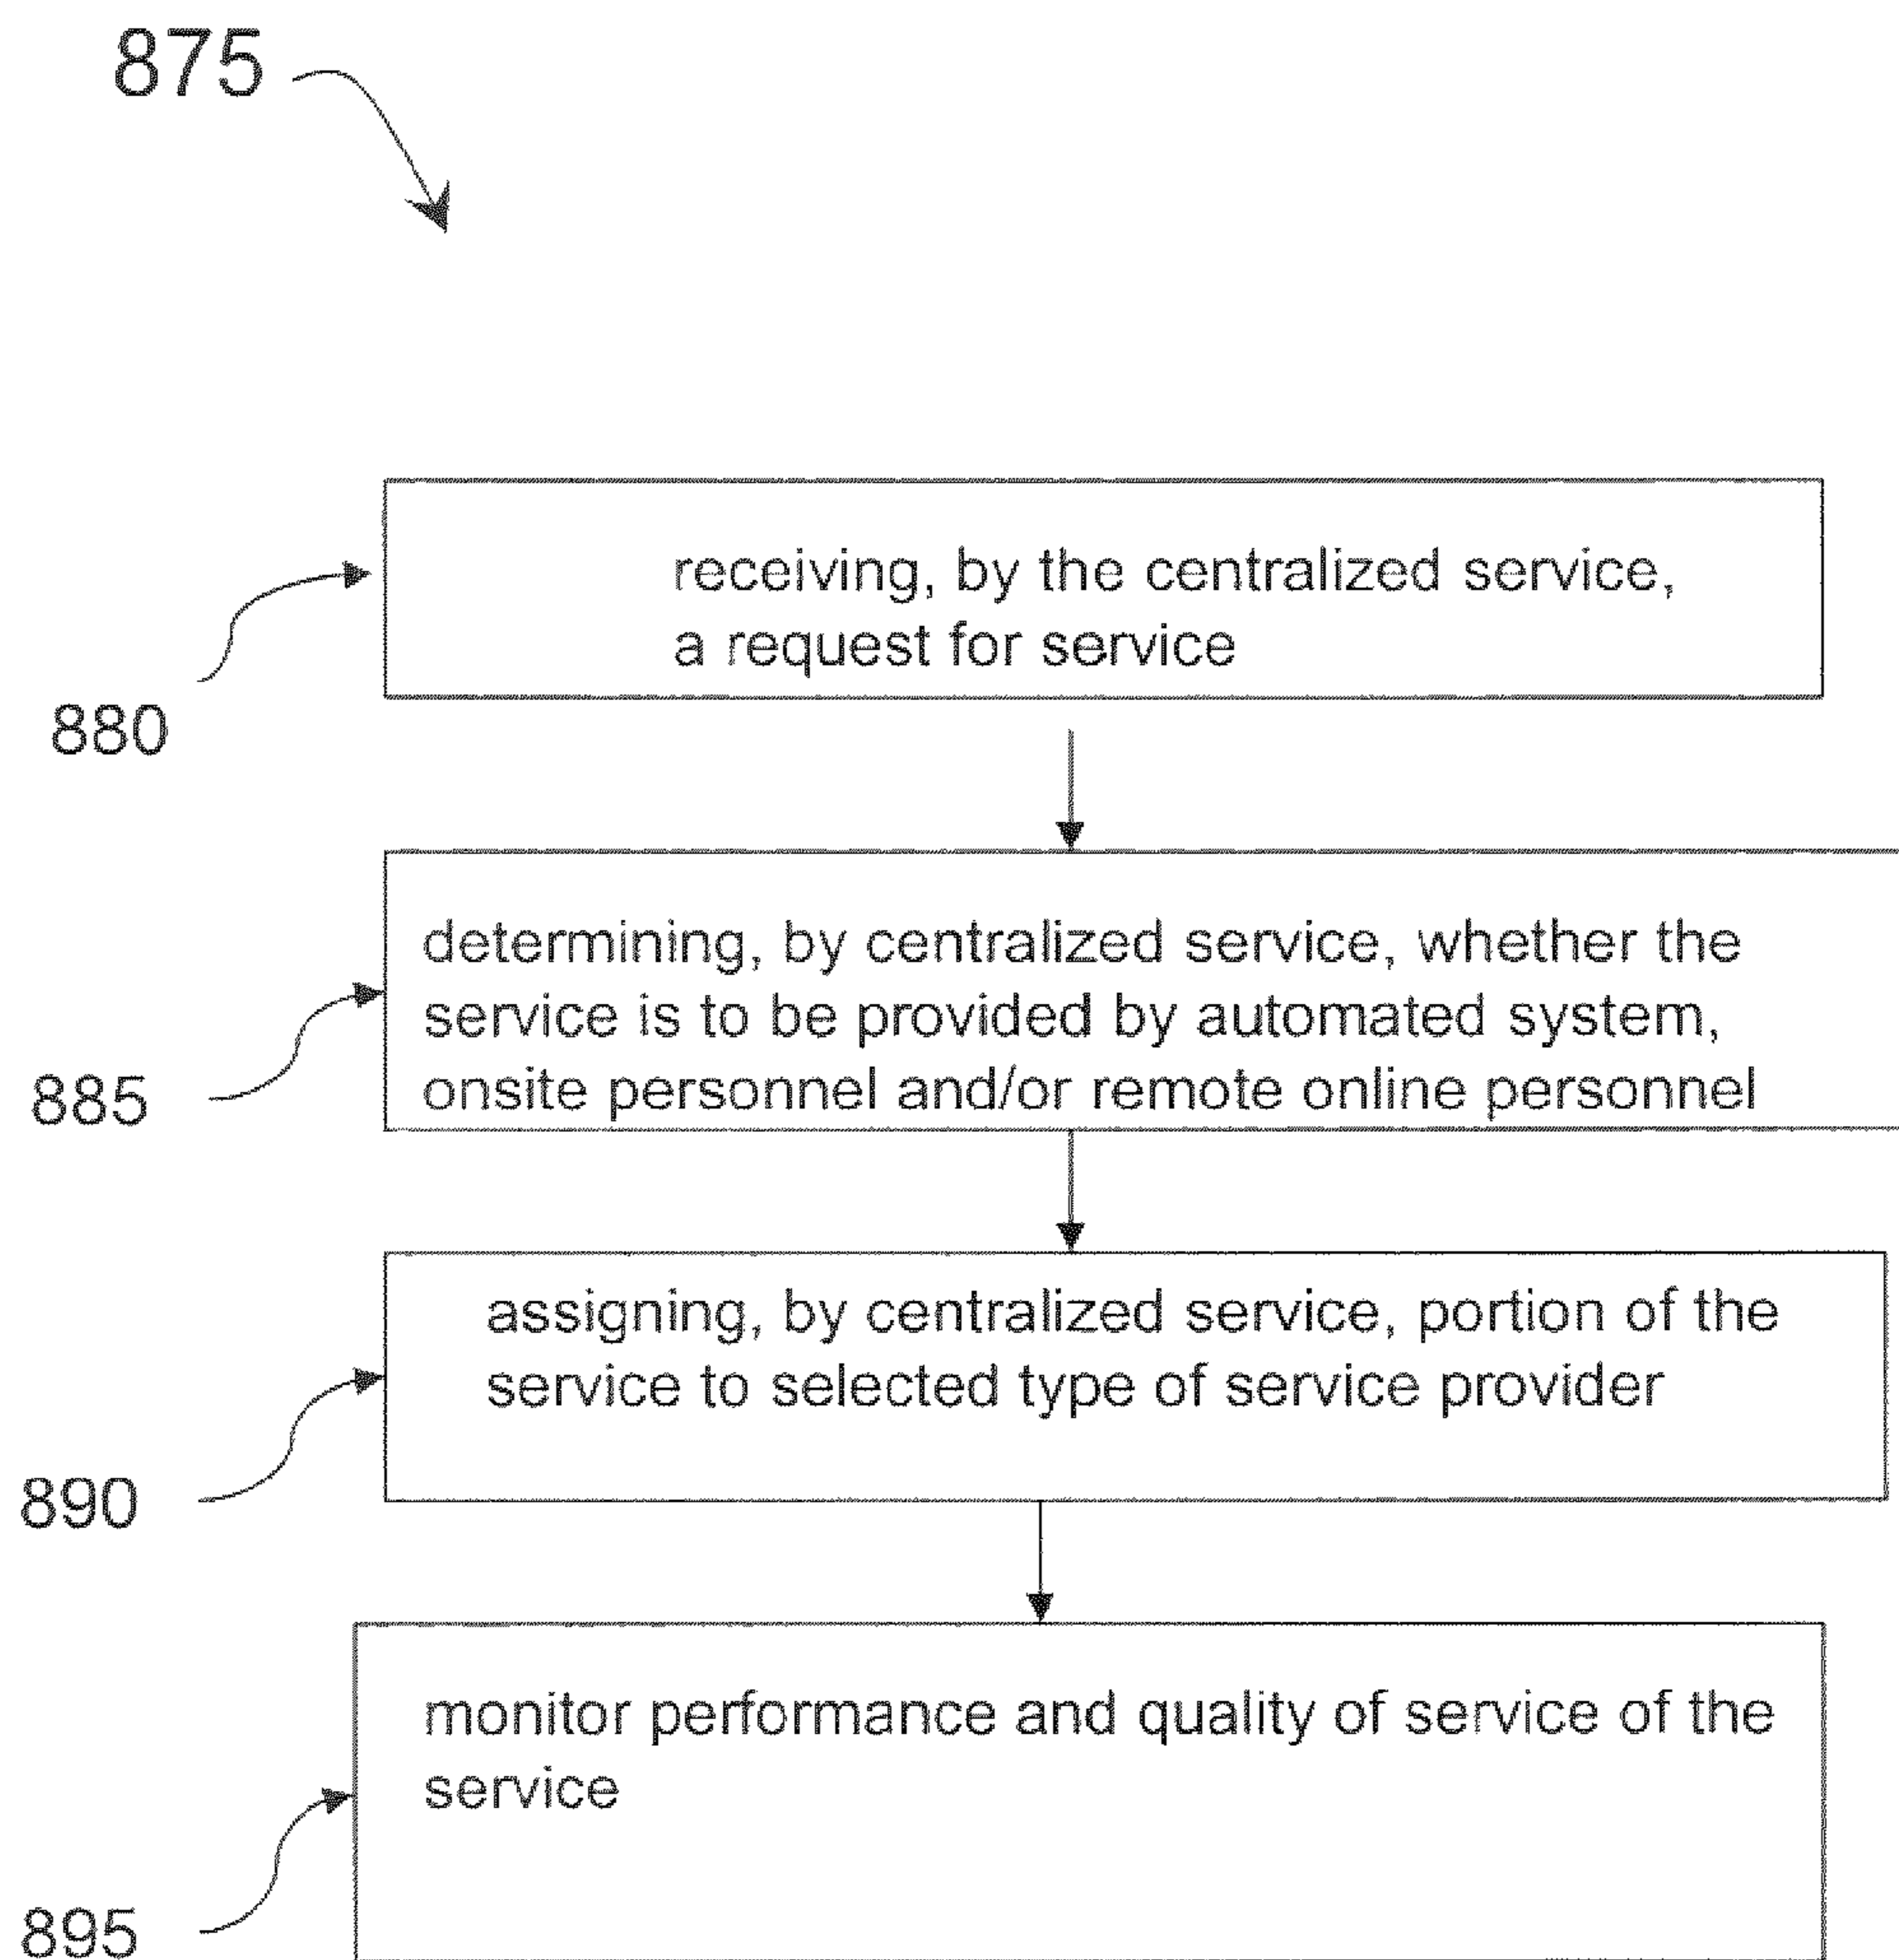 875
receiving, by the centralized service,
a request for service
880
determining, by centralized service, whether the
service is to be provided by automated system,
onsite personnel and/or remote online personnel
885
assigning, by centralized service, portion of the
service to selected type of service provider
890
monitor performance and quality of service of the
service
895